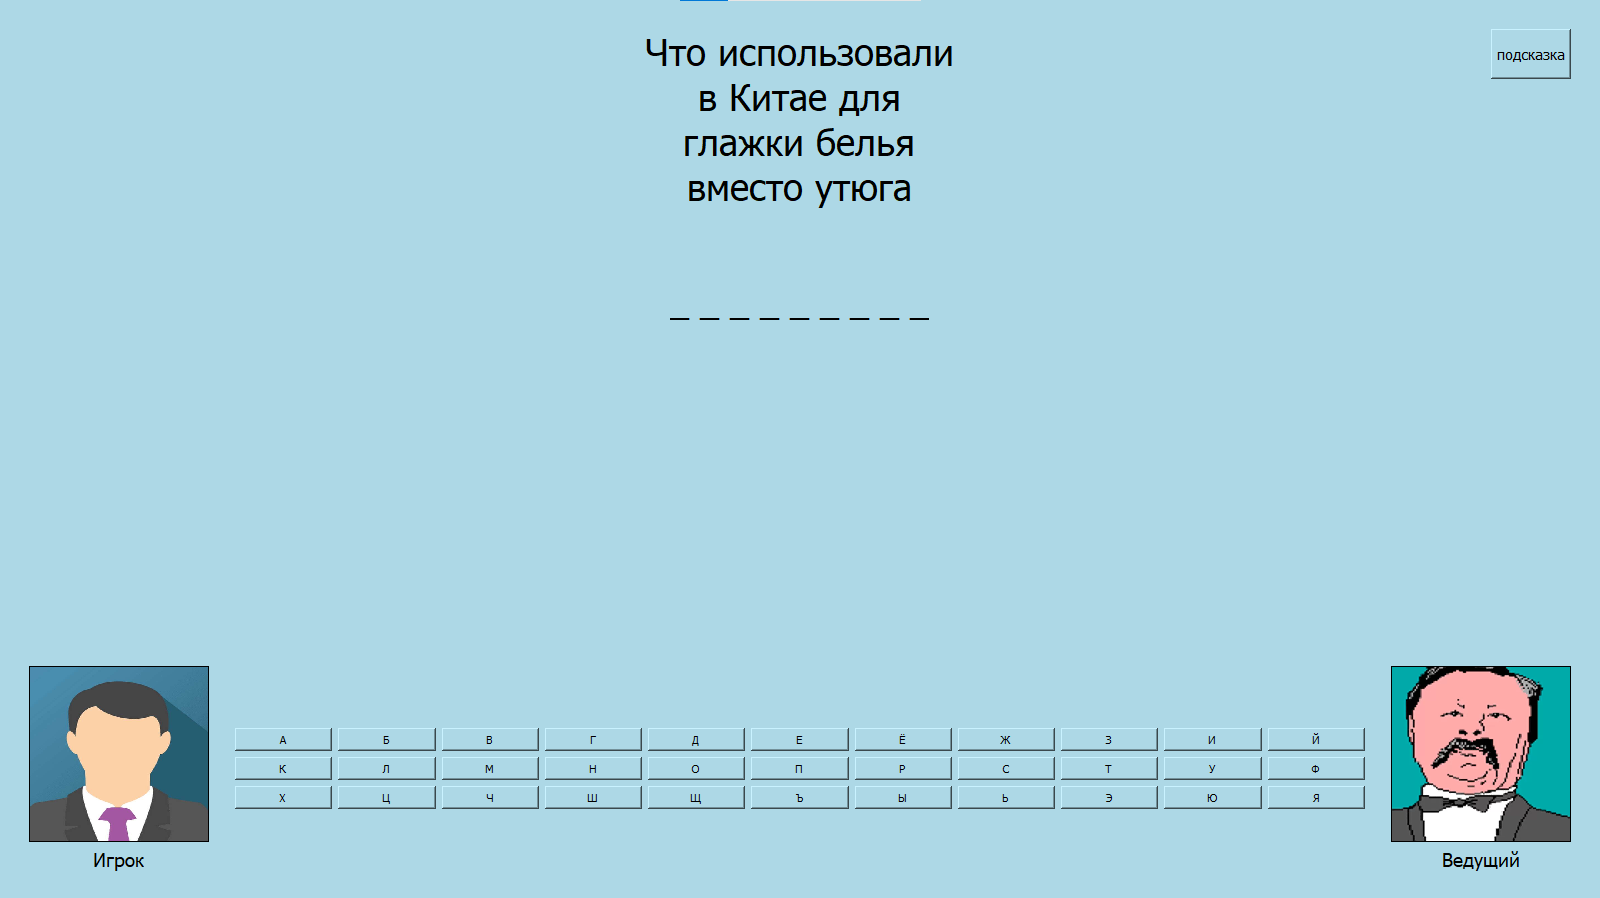 Что использовали
в Китае для
глажки белья
вместо утюга
подсказка
_ _ _ _ _ _ _ _ _
А Б В Г Д Е Ё Ж З И Й
К Л М Н О П Р С Т У Ф
Х Ц Ч Ш Щ Ъ Ы Ь Э Ю Я
Игрок
Ведущий